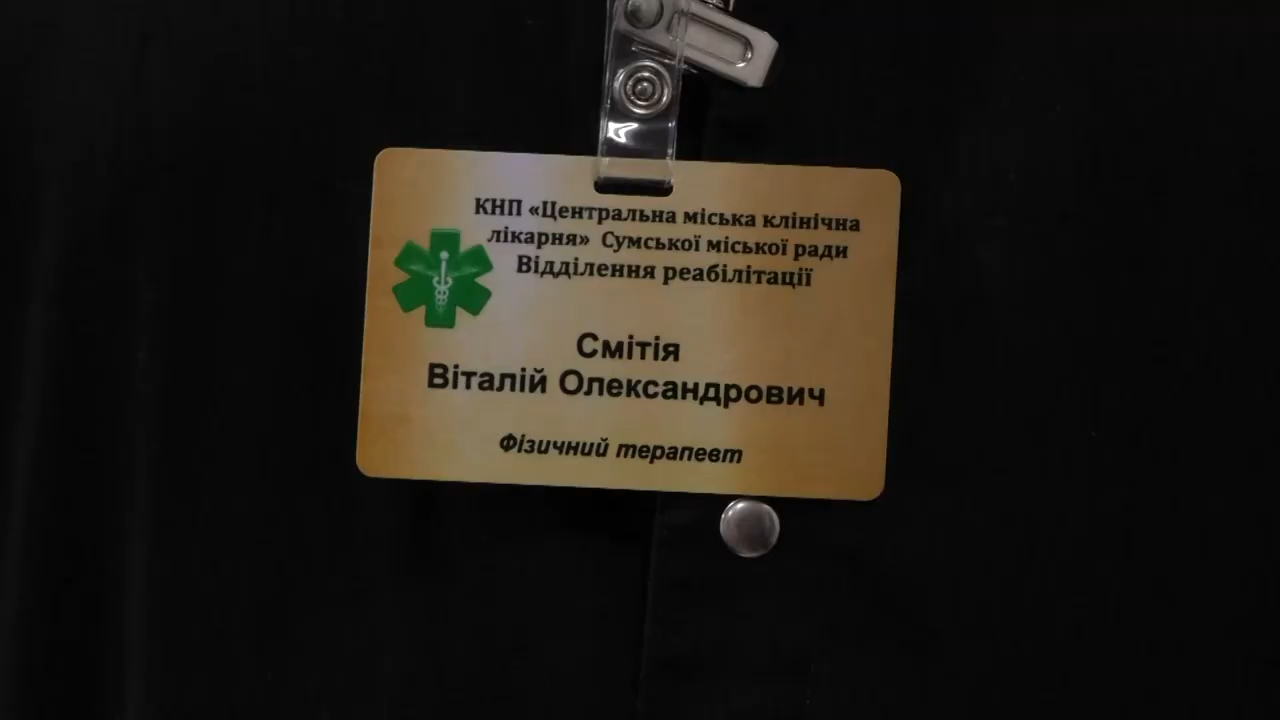 КНП «Центральна міська клінічна
лікарня» Сумської міської ради
Відділення реабілітації
Смітія
Віталій Олександрович
Фізичний терапевт